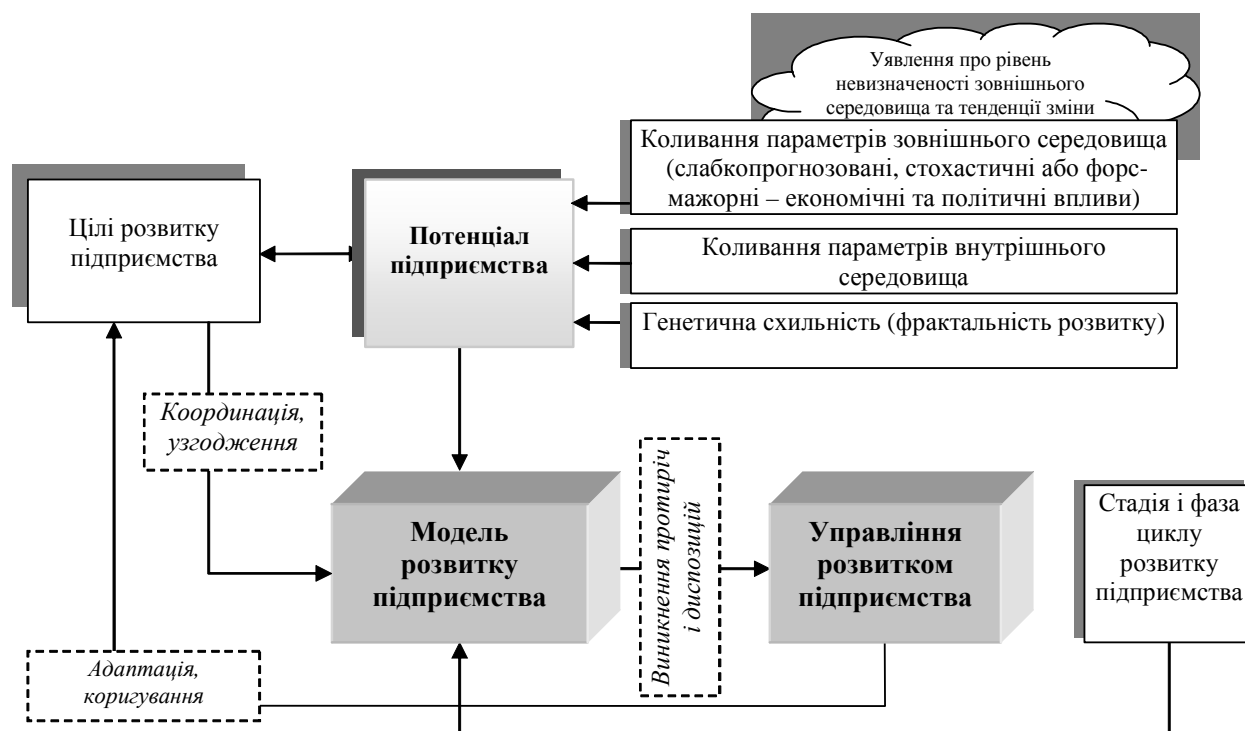 Уявлення про рівень
невизначеності зовнішнього
середовища та тенденції зміни
Коливання параметрів зовнішнього середовища
(слабкопрогнозовані, стохастичні або форс-
мажорні – економічні та політичні впливи)
Цілі розвитку
підприємства
Потенціал
підприємства
Коливання параметрів внутрішнього
середовища
Генетична схильність (фрактальність розвитку)
Координація,
узгодження
Модель
розвитку
підприємства
Виникнення протиріч
і диспозицій
Управління
розвитком
підприємства
Стадія і фаза
циклу
розвитку
підприємства
Адаптація,
коригування